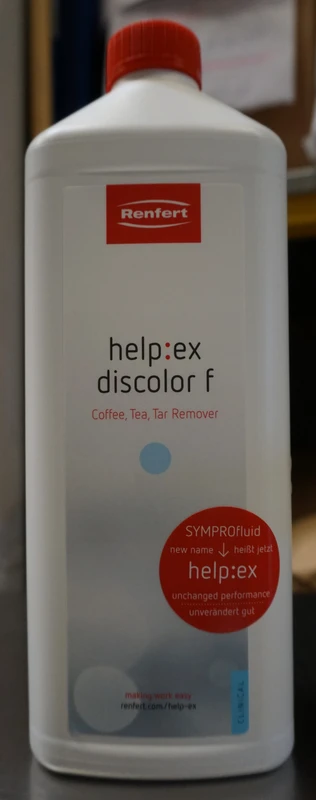 Renfert
help:ex
discolor f
Coffee, Tea, Tar Remover
SYMPROfluid
new name ↓ heißt jetzt
help:ex
unchanged performance
unverändert gut
making work easy
renfert.com/help-ex
CLINICAL